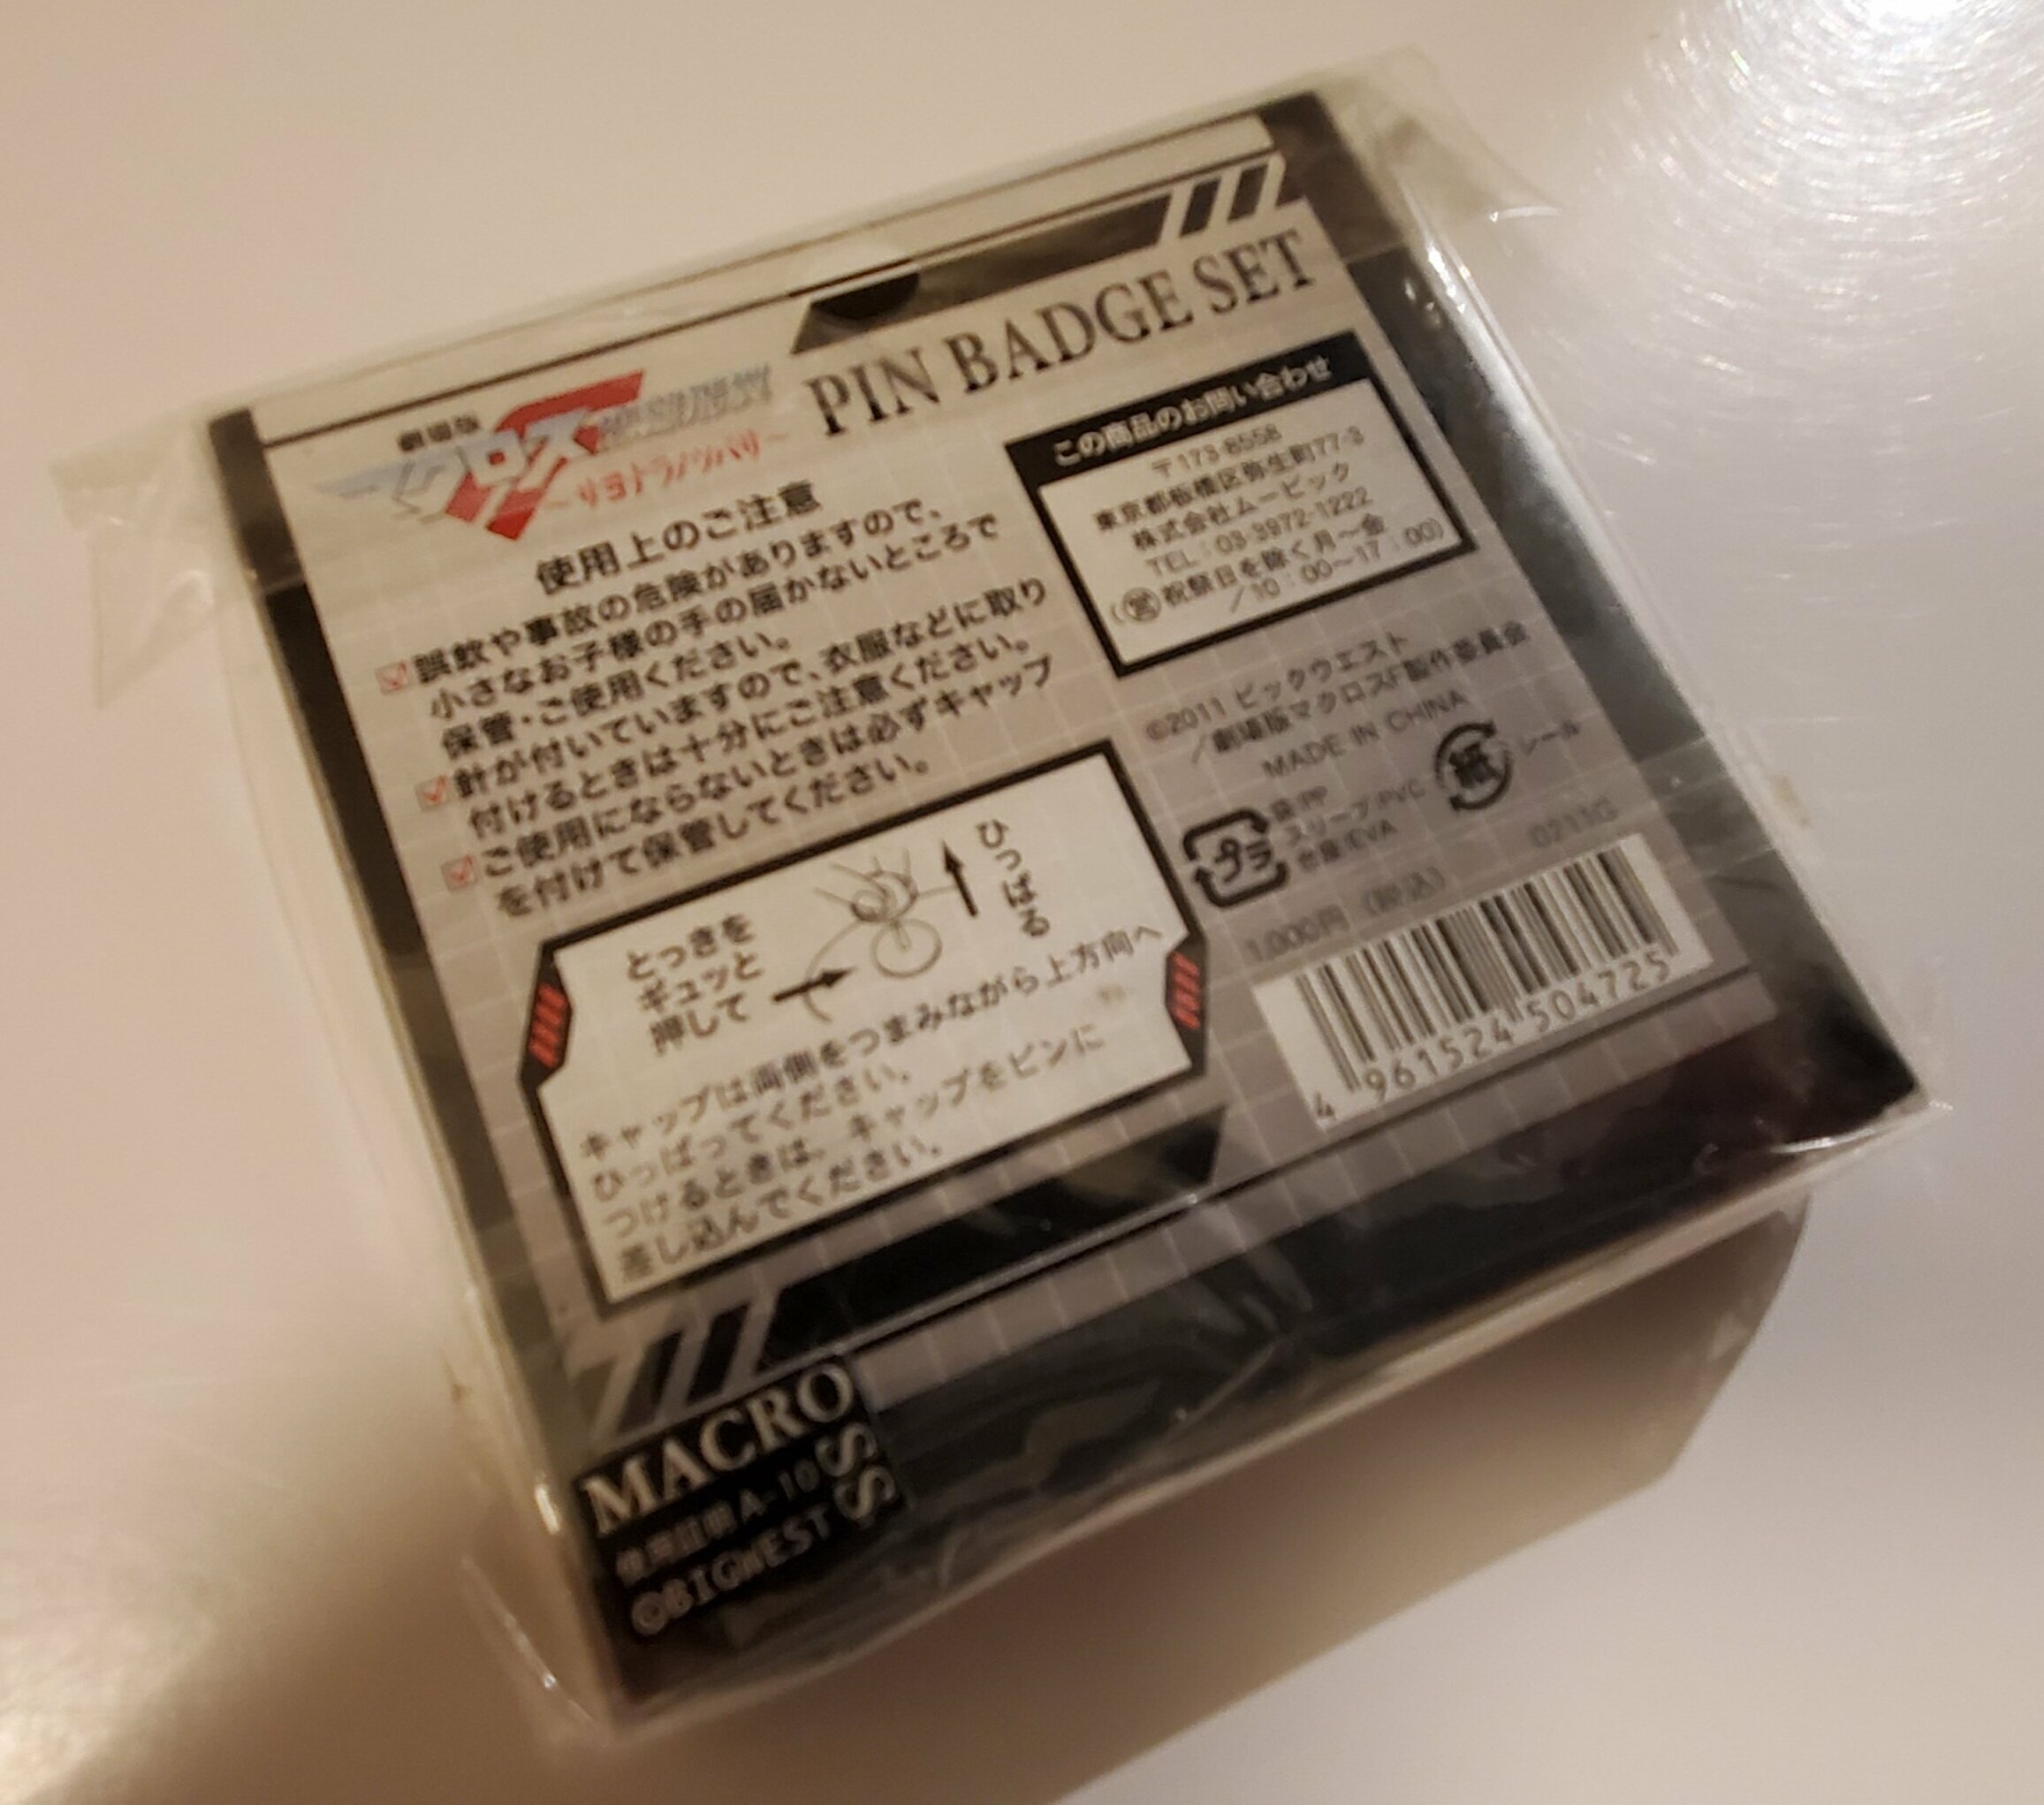 劇場版
マクロスF
～サヨナラノツバサ～
PIN BADGE SET
使用上のご注意
誤飲や事故の危険がありますので、
小さなお子様の手の届かないところで
保管・ご使用ください。
針が付いていますので、衣服などに取り
付けるときは十分にご注意ください。
ご使用にならないときは必ずキャップ
を付けて保管してください。
とっきを
ギュッと
押して
ひっぱる
キャップは両側をつまみながら上方向へ
ひっぱってください。
つけるときは、キャップをピンに
差し込んでください。
この商品のお問い合わせ
〒173-8558
東京都板橋区弥生町77-3
株式会社ムービック
TEL:03-3972-1222
(営 祝祭日を除く月～金
/10:00～17:00)
©2011 ビックウエスト
/劇場版マクロスF製作委員会
MADE IN CHINA
プラ
袋:PP
スリーブ:PVC
台座:EVA
紙
シール
0211G
1,000円 (税込)
4 961524 504725
MACROSS
使用証明 A-10
©BIGWEST